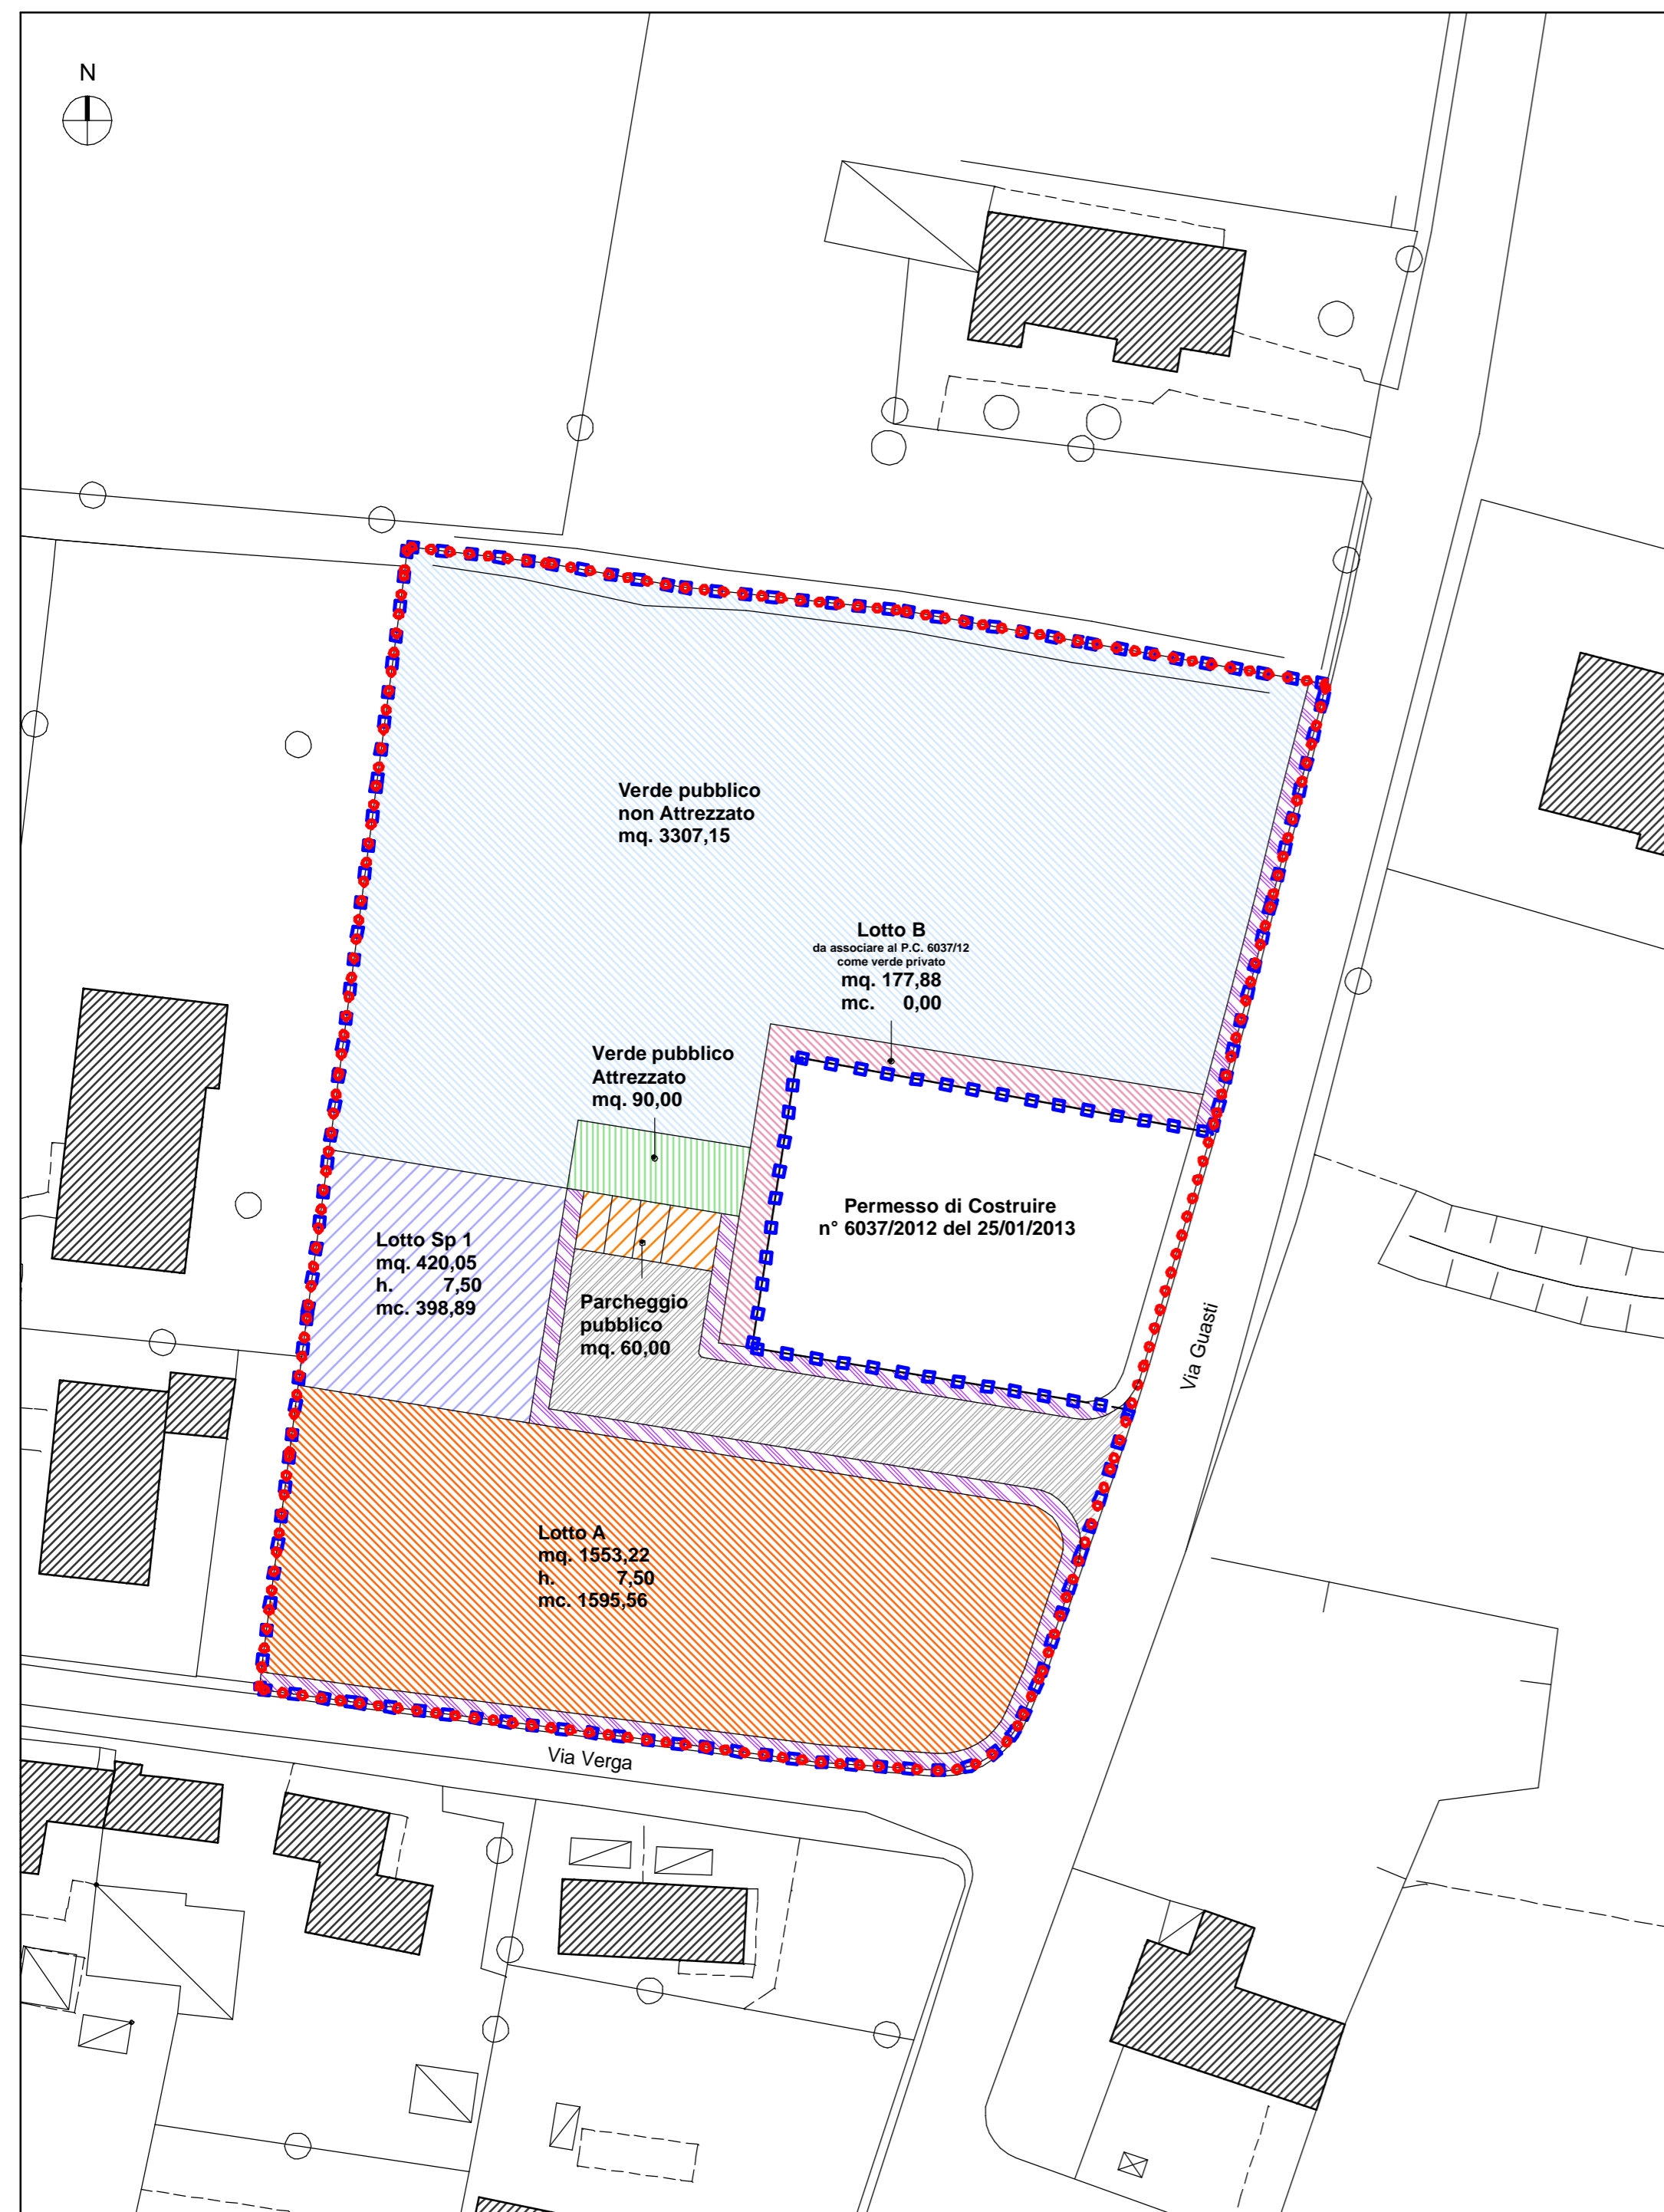 N
Verde pubblico
non Attrezzato
mq. 3307,15
Lotto B
da associare al P.C. 6037/12
come verde privato
mq. 177,88
mc. 0,00
Verde pubblico
Attrezzato
mq. 90,00
Permesso di Costruire
n° 6037/2012 del 25/01/2013
Lotto Sp 1
mq. 420,05
h. 7,50
mc. 398,89
Parcheggio
pubblico
mq. 60,00
Via Guasti
Lotto A
mq. 1553,22
h. 7,50
mc. 1595,56
Via Verga